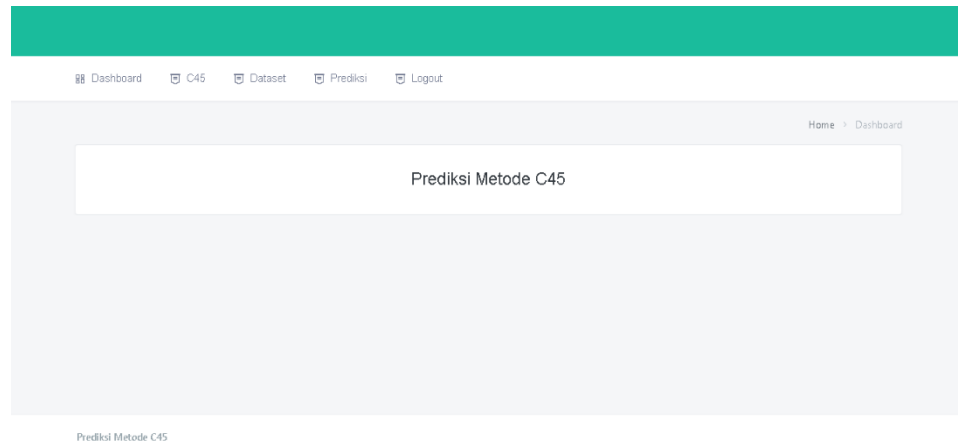 Dashboard C45 Dataset Prediksi Logout
Home > Dashboard
Prediksi Metode C45
Prediksi Metode C45